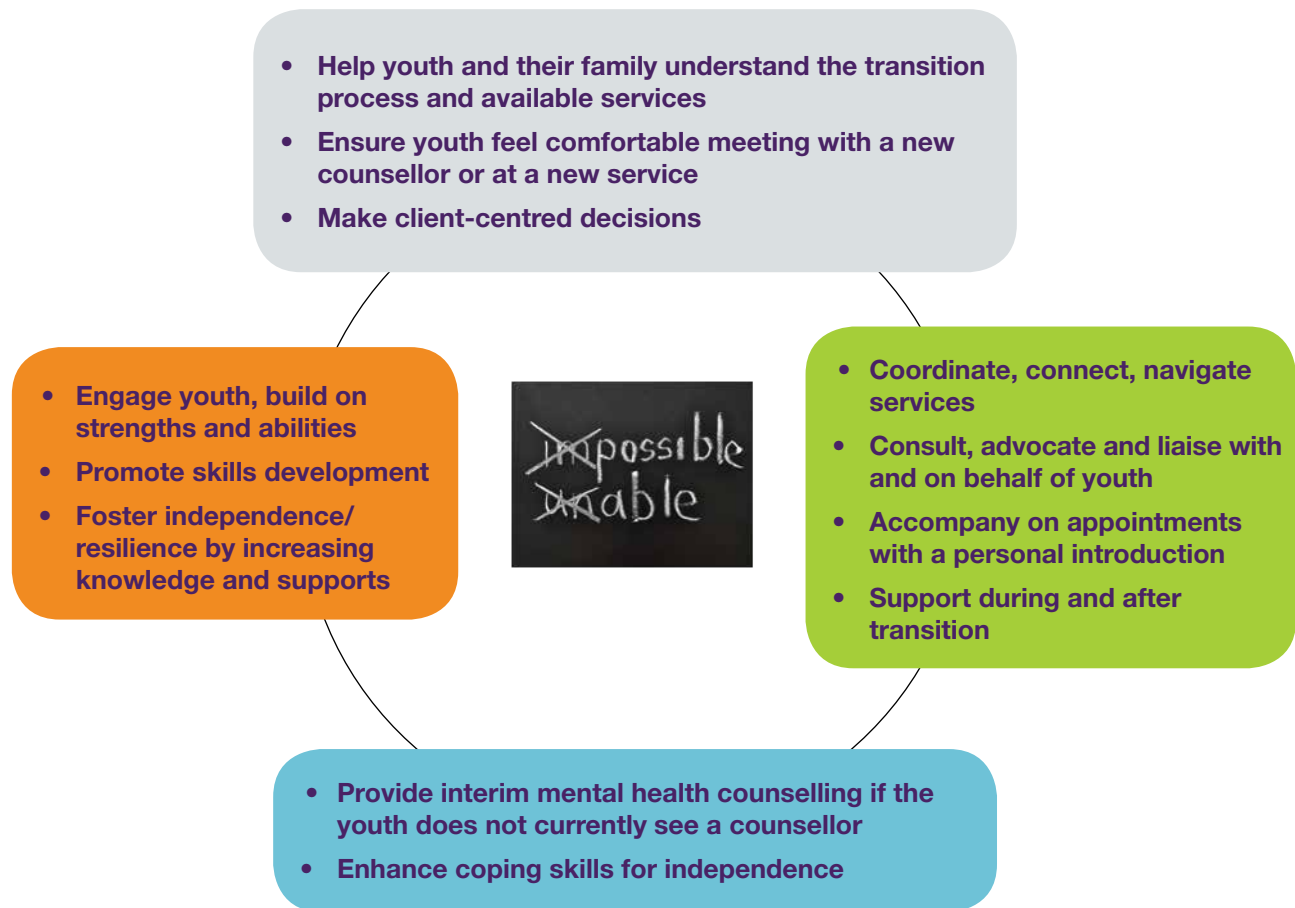 • Help youth and their family understand the transition
process and available services
• Ensure youth feel comfortable meeting with a new
counsellor or at a new service
• Make client-centred decisions
• Engage youth, build on
strengths and abilities
• Promote skills development
• Foster independence/
resilience by increasing
knowledge and supports
impossible
unable
• Coordinate, connect, navigate
services
• Consult, advocate and liaise with
and on behalf of youth
• Accompany on appointments
with a personal introduction
• Support during and after
transition
• Provide interim mental health counselling if the
youth does not currently see a counsellor
• Enhance coping skills for independence